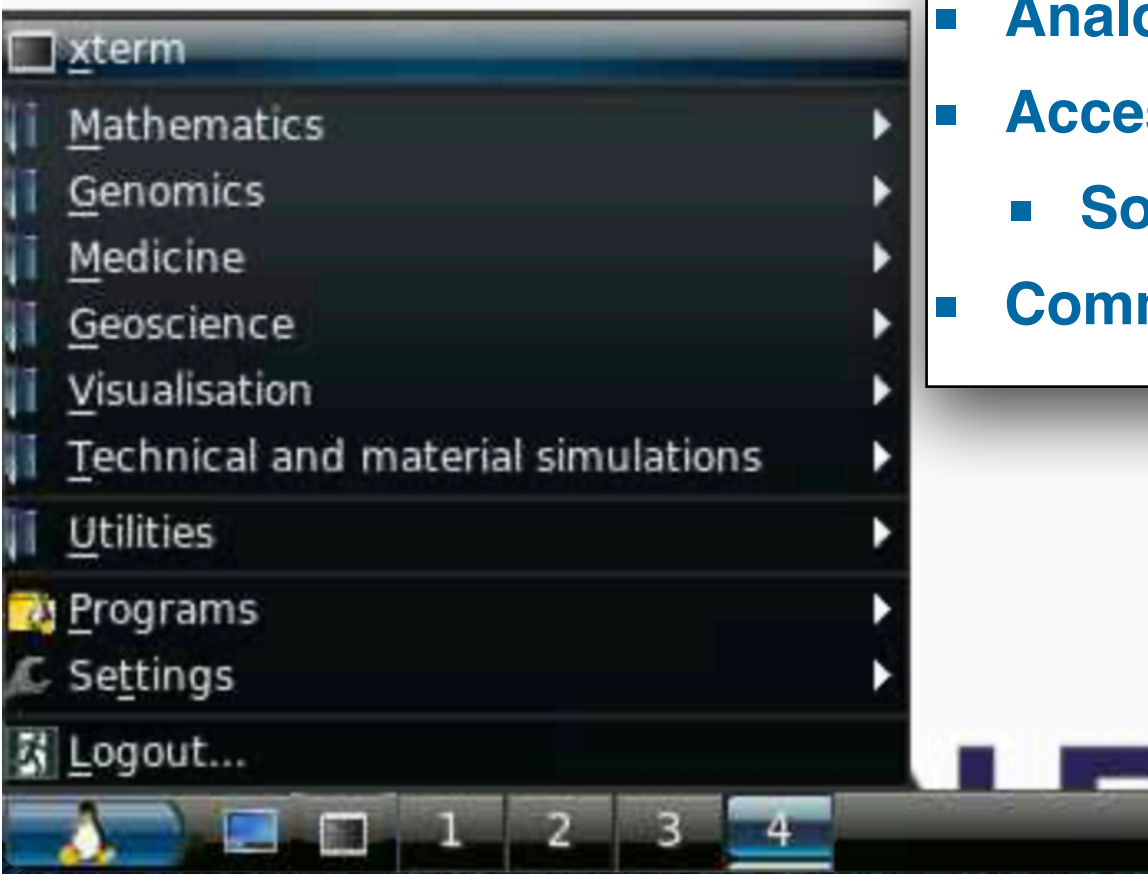 xterm
Mathematics
Genomics
Medicine
Geoscience
Visualisation
Technical and material simulations
Utilities
Programs
Settings
Logout...
1 2 3 4